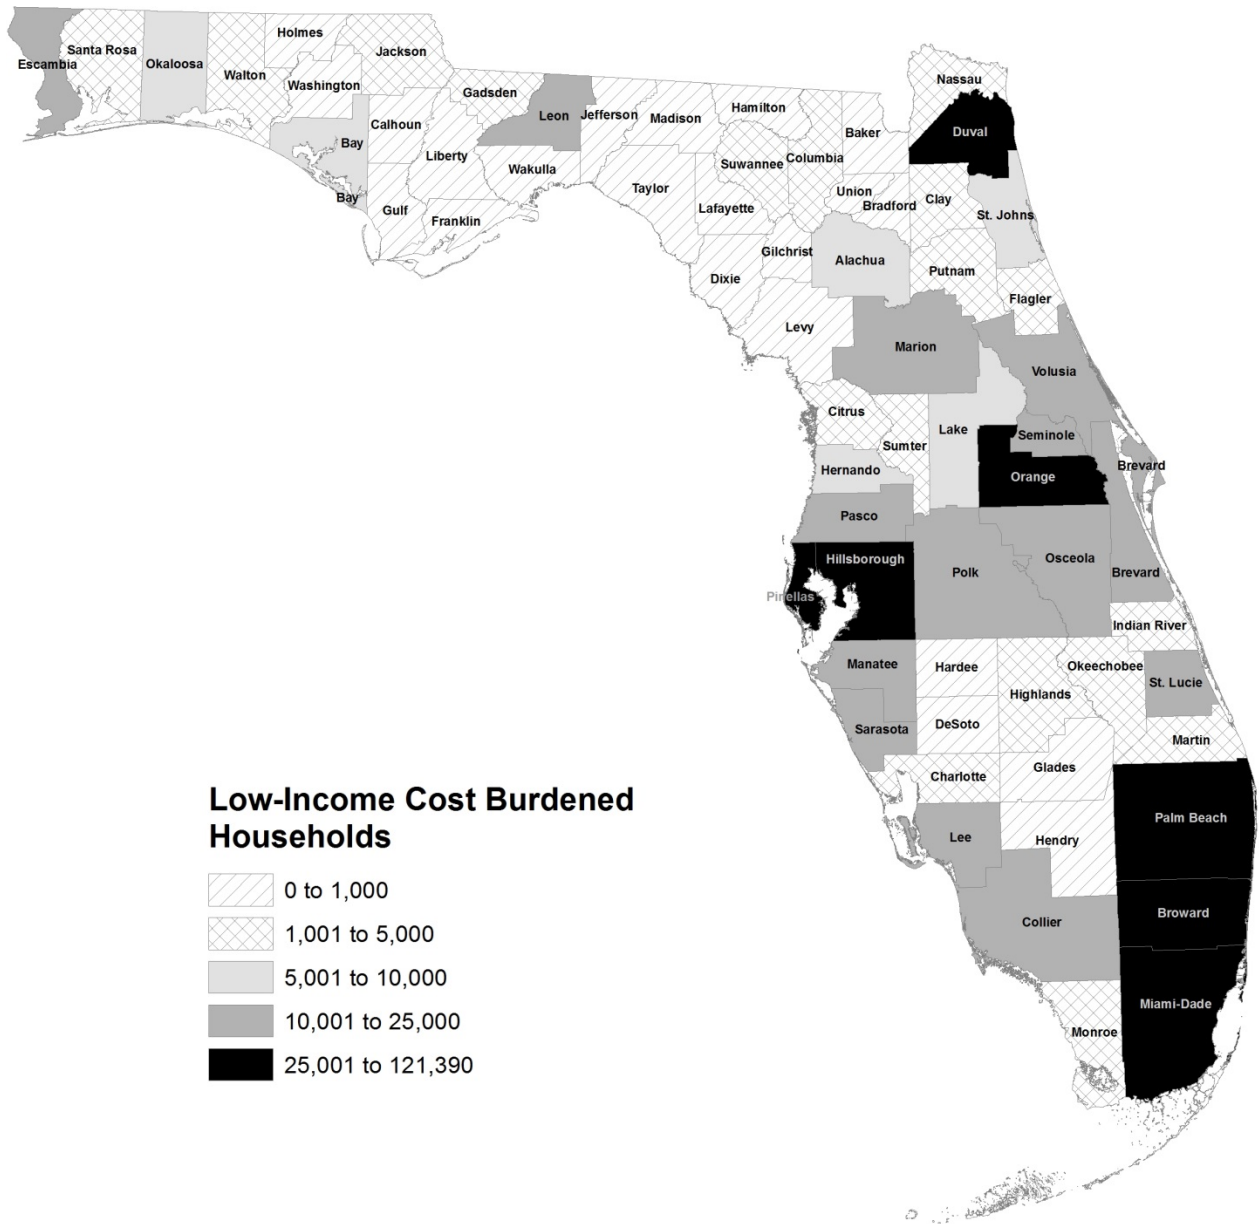 Holmes
Santa Rosa
Jackson
Escambia
Okaloosa
Walton
Washington
Gadsden
Nassau
Leon
Jefferson
Madison
Hamilton
Calhoun
Baker
Duval
Bay
Liberty
Suwannee
Columbia
Wakulla
Taylor
Union
Bradford
Clay
Bay
Gulf
Franklin
Lafayette
St. Johns
Gilchrist
Alachua
Dixie
Putnam
Flagler
Levy
Marion
Volusia
Citrus
Lake
Seminole
Sumter
Hernando
Orange
Brevard
Pasco
Hillsborough
Osceola
Polk
Brevard
Pinellas
Indian River
Manatee
Hardee
Okeechobee
Highlands
St. Lucie
Sarasota
DeSoto
Martin
Glades
Charlotte
Low-Income Cost Burdened
Households
Palm Beach
Lee
Hendry
0 to 1,000
Broward
Collier
1,001 to 5,000
5,001 to 10,000
Miami-Dade
10,001 to 25,000
Monroe
25,001 to 121,390